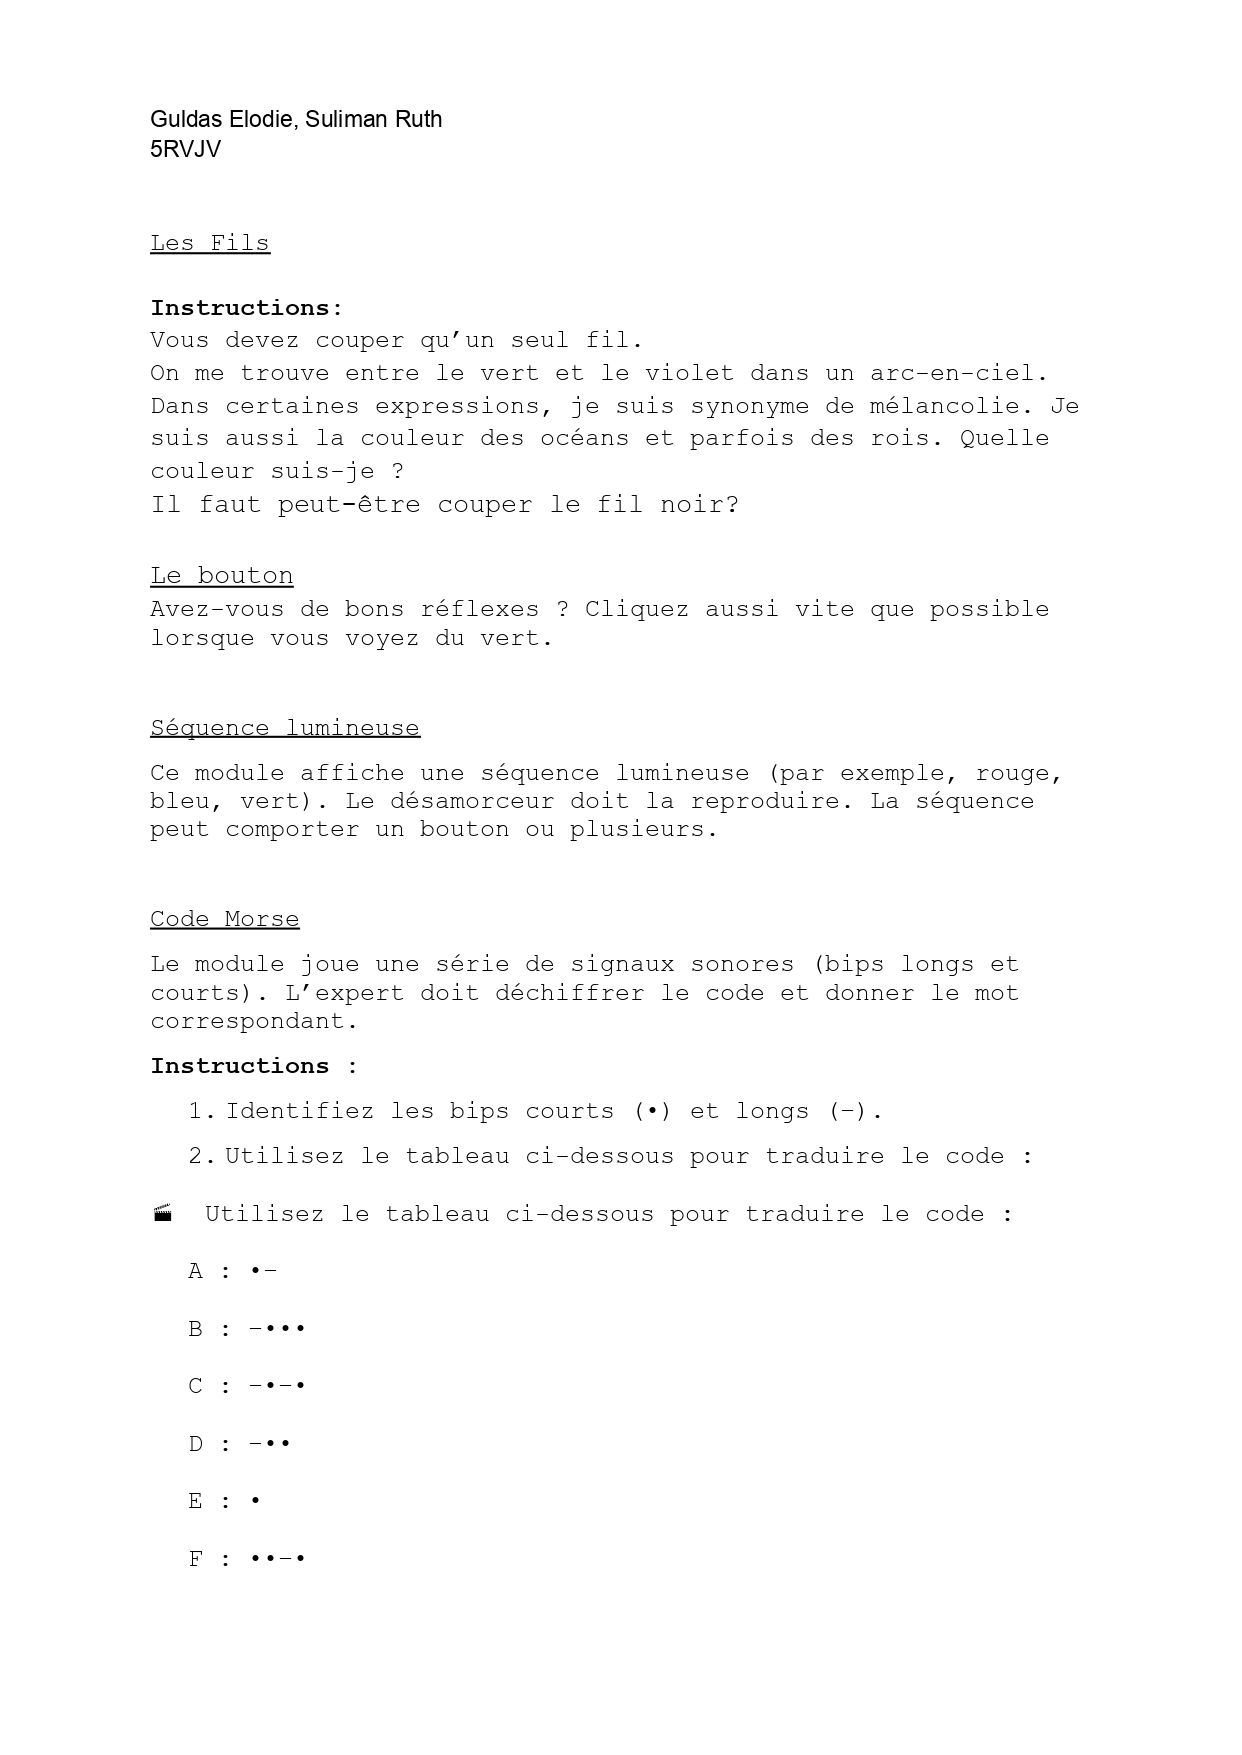 Guldas Elodie, Suliman Ruth
5RVJV
Les Fils
Instructions:
Vous devez couper qu’un seul fil.
On me trouve entre le vert et le violet dans un arc-en-ciel.
Dans certaines expressions, je suis synonyme de mélancolie. Je
suis aussi la couleur des océans et parfois des rois. Quelle
couleur suis-je ?
Il faut peut-être couper le fil noir?
Le bouton
Avez-vous de bons réflexes ? Cliquez aussi vite que possible
lorsque vous voyez du vert.
Séquence lumineuse
Ce module affiche une séquence lumineuse (par exemple, rouge,
bleu, vert). Le désamorceur doit la reproduire. La séquence
peut comporter un bouton ou plusieurs.
Code Morse
Le module joue une série de signaux sonores (bips longs et
courts). L’expert doit déchiffrer le code et donner le mot
correspondant.
Instructions :
1. Identifiez les bips courts (•) et longs (–).
2. Utilisez le tableau ci-dessous pour traduire le code :
Utilisez le tableau ci-dessous pour traduire le code :
A : •–
B : –•••
C : –•–•
D : –••
E : •
F : ••–•